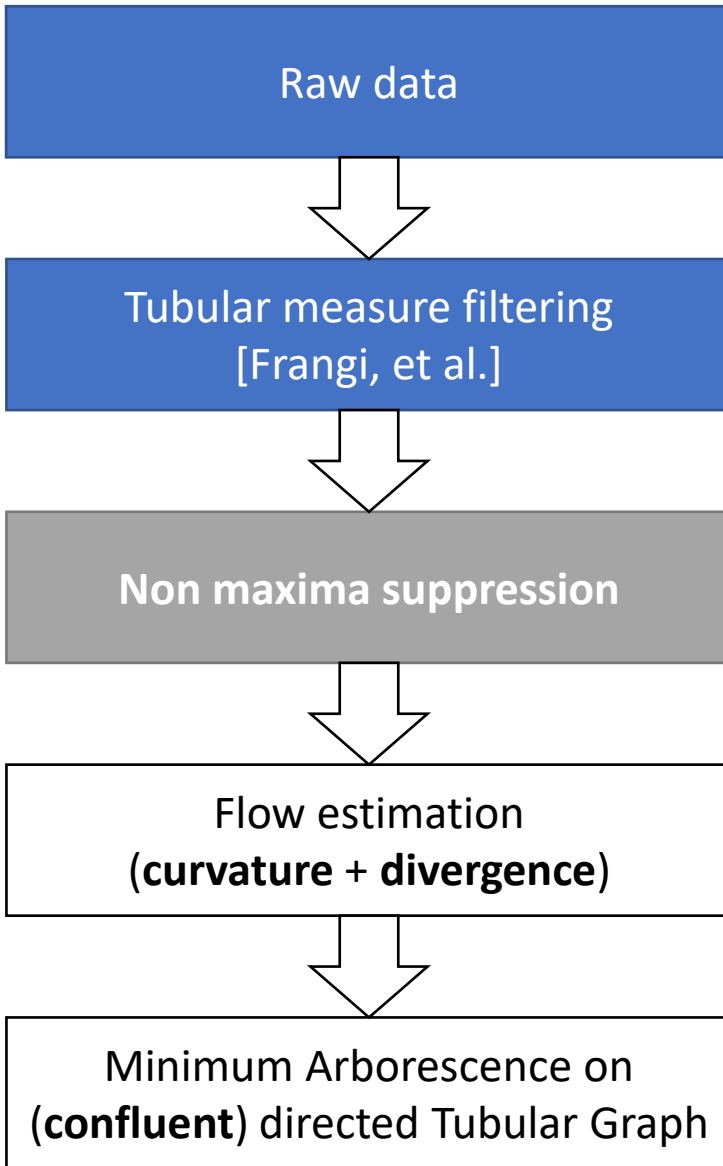 Raw data
Tubular measure filtering
[Frangi, et al.]
Non maxima suppression
Flow estimation
(curvature + divergence)
Minimum Arborescence on
(confluent) directed Tubular Graph